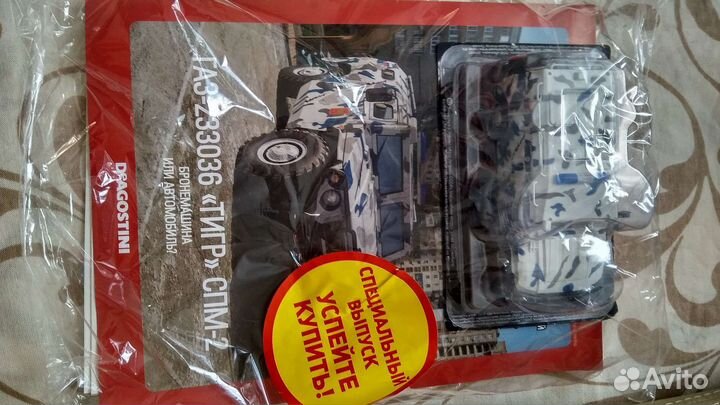 DeAGOSTINI
ГАЗ-233036 «ТИГР» СПМ-2
БРОНЕМАШИНА
ИЛИ АВТОМОБИЛЬ?
СПЕЦИАЛЬНЫЙ
ВЫПУСК
УСПЕЙТЕ
КУПИТЬ!
Avito